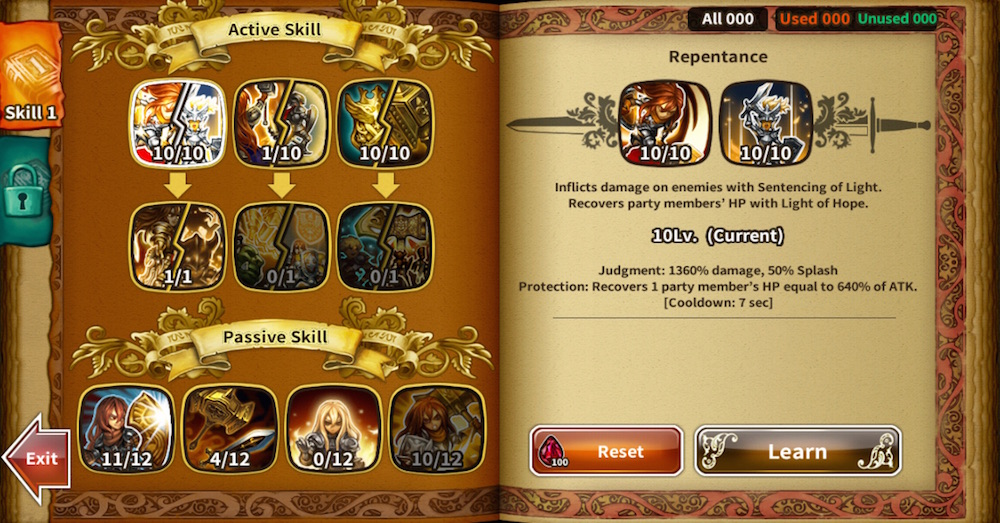 All 000
Used 000 Unused 000
Skill 1
Active Skill
10/10
1/10
10/10
1/1
0/1
0/1
Passive Skill
11/12
4/12
0/12
10/12
Exit
Repentance
10/10
10/10
Inflicts damage on enemies with Sentencing of Light.
Recovers party members’ HP with Light of Hope.
10Lv. (Current)
Judgment: 1360% damage, 50% Splash
Protection: Recovers 1 party member’s HP equal to 640% of ATK.
[Cooldown: 7 sec]
100
Reset
Learn